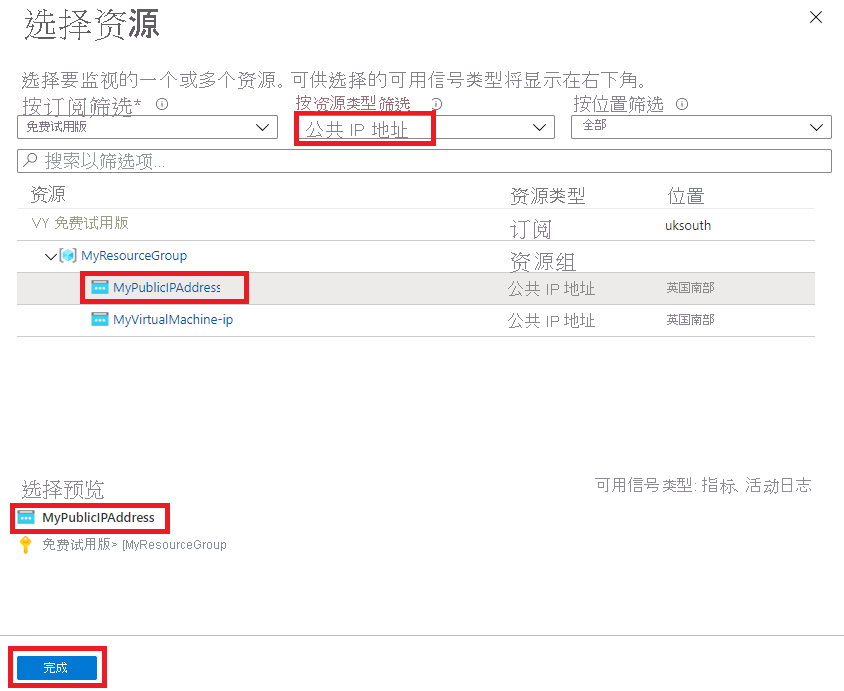 选择资源
选择要监视的一个或多个资源。可供选择的可用信号类型将显示在右下角。
按订阅筛选* 按资源类型筛选 按位置筛选
免费试用版 公共 IP 地址 全部
搜索以筛选项...
资源 资源类型 位置
VY 免费试用版 订阅 uksouth
MyResourceGroup 资源组
MyPublicIPAddress 公共 IP 地址 英国南部
MyVirtualMachine-ip 公共 IP 地址 英国南部
选择预览 可用信号类型: 指标、活动日志
MyPublicIPAddress
免费试用版> [MyResourceGroup
完成